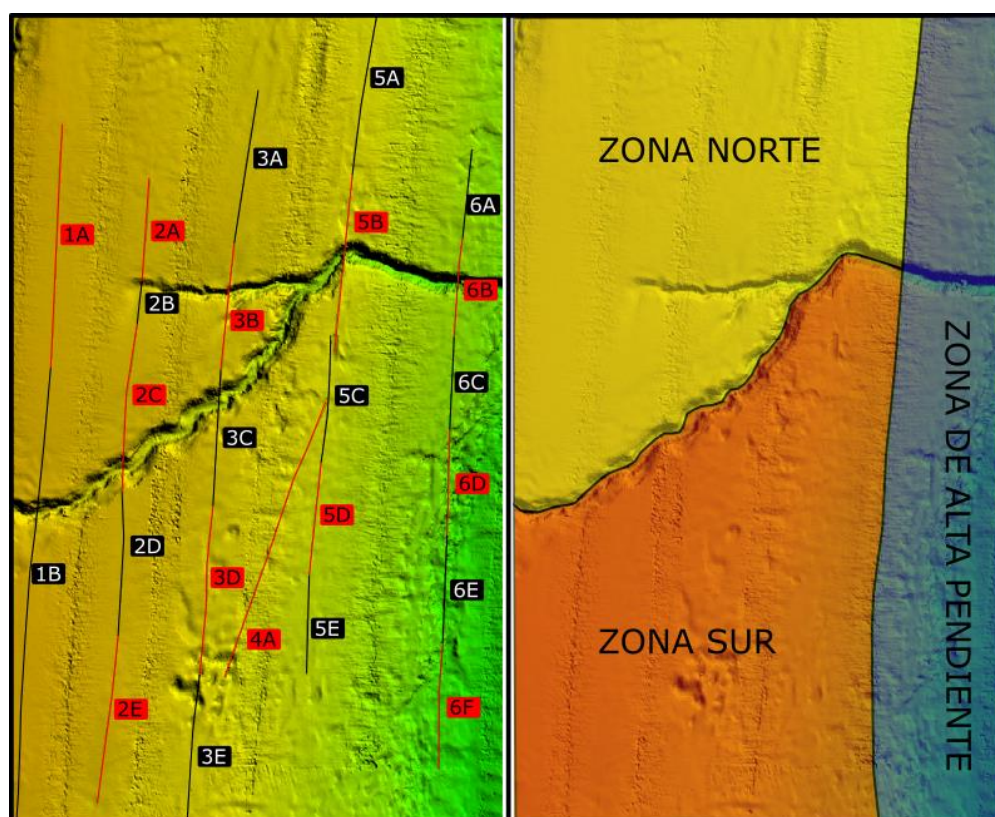 5A
3A
6A
1A
2A
5B
2B
3B
6B
6C
2C
5C
3C
6D
5D
2D
1B
3D
6E
5E
4A
2E
6F
3E
ZONA NORTE
ZONA SUR
ZONA DE ALTA PENDIENTE